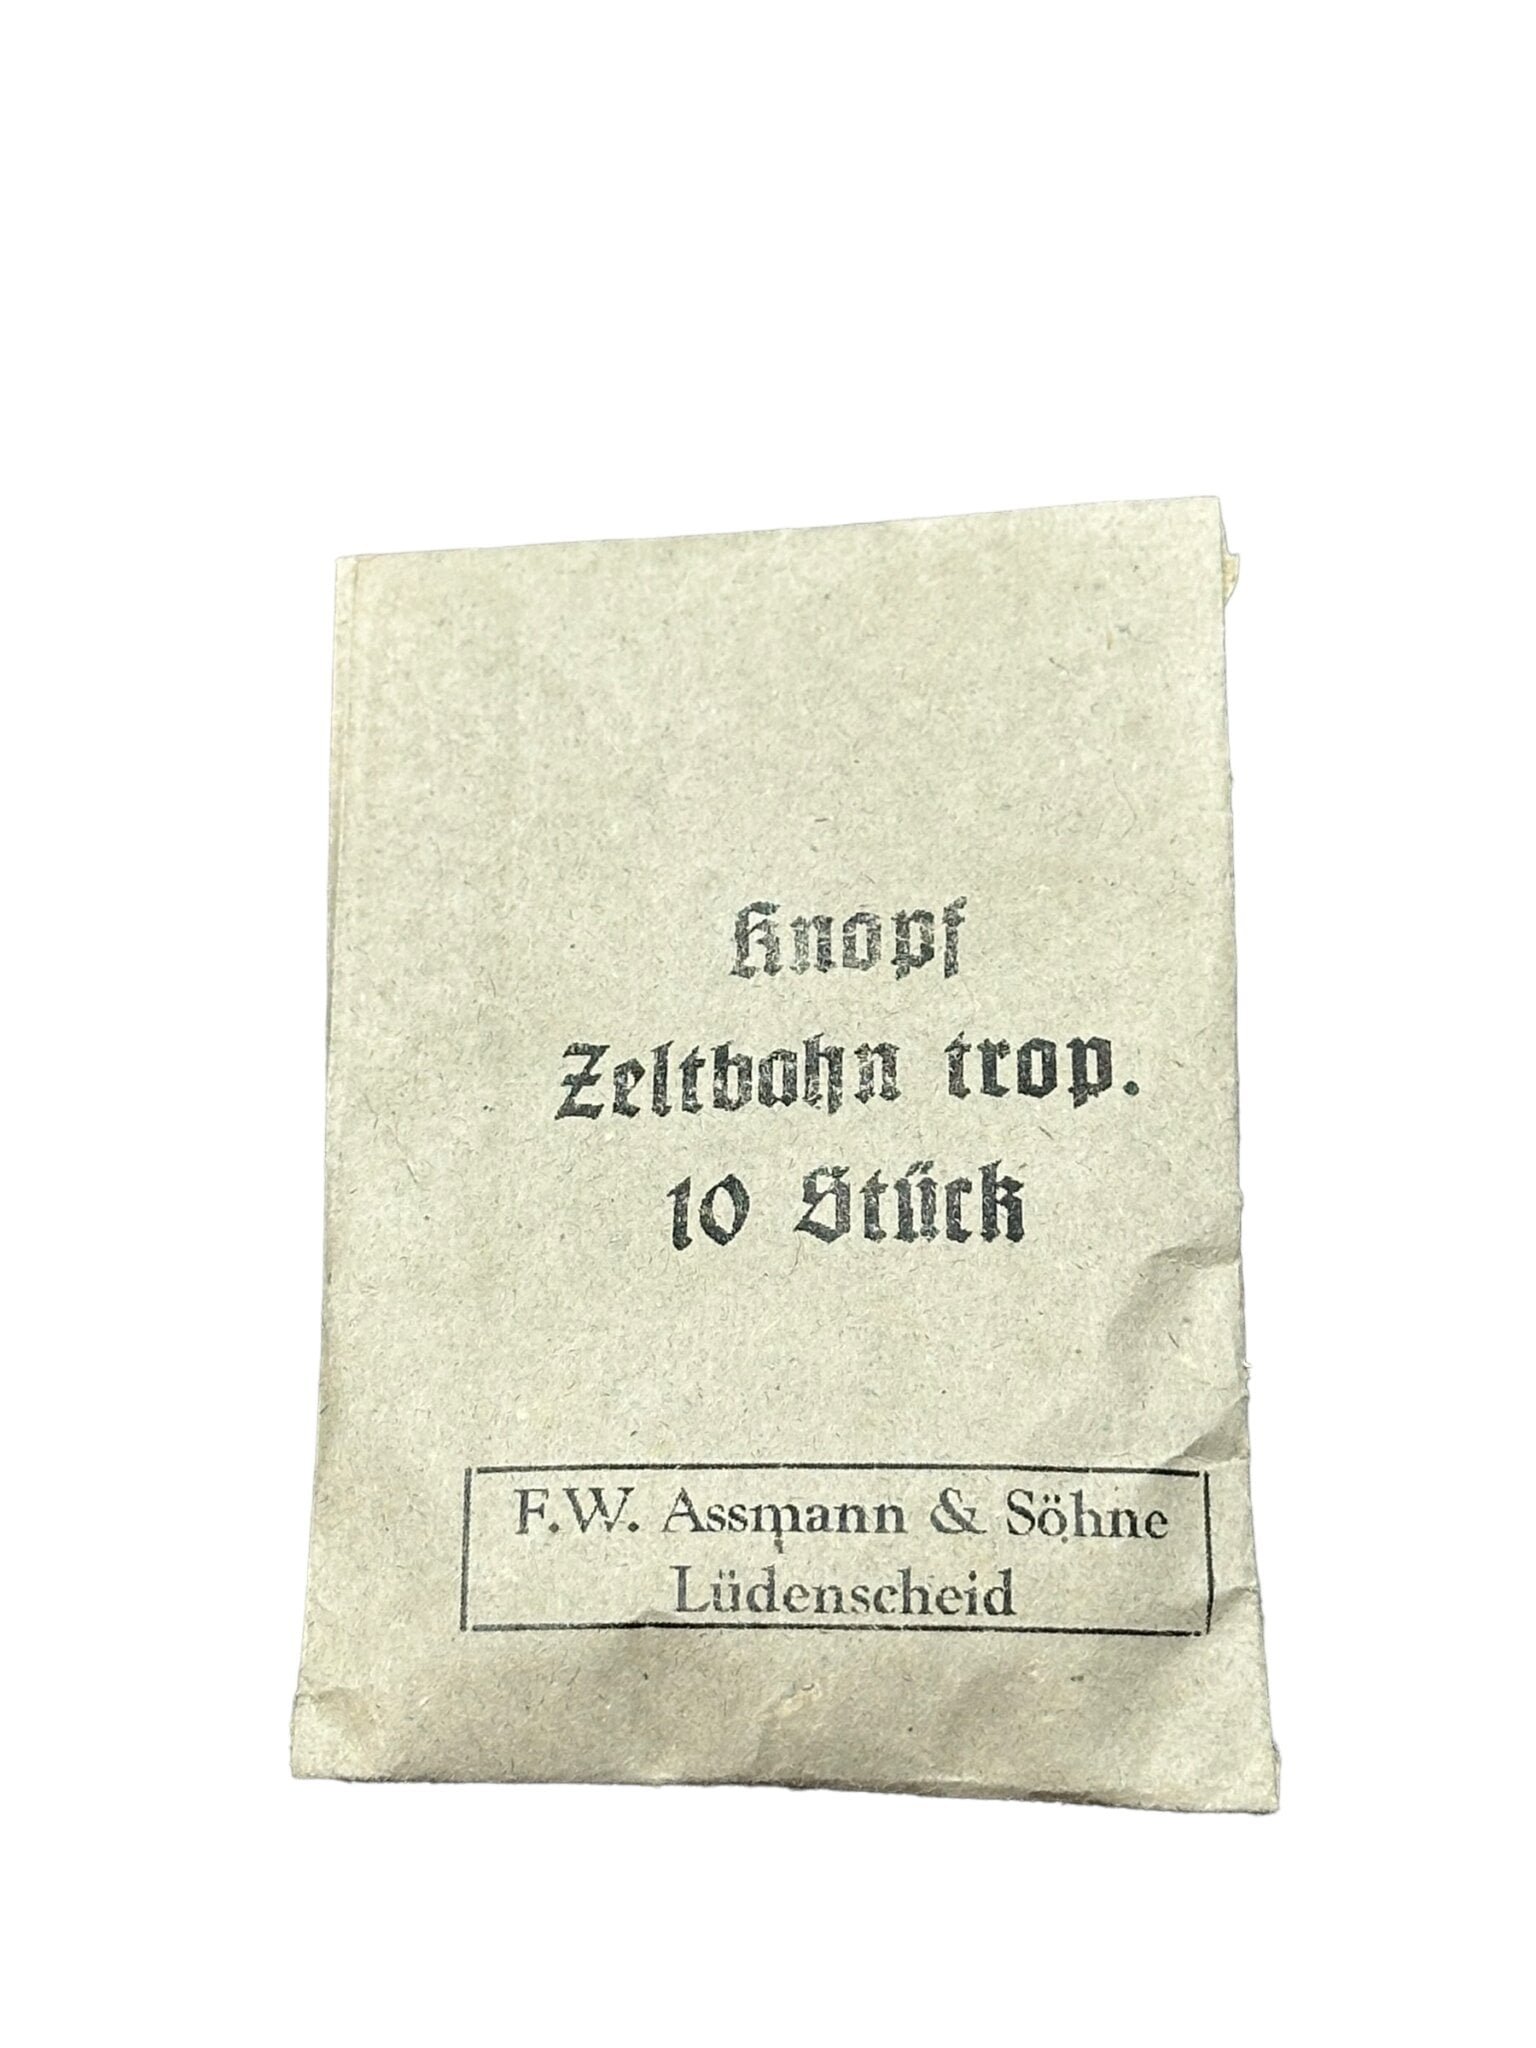 Knopf
Zeltbahn trop.
10 Stück
F.W. Assmann & Söhne
Lüdenscheid